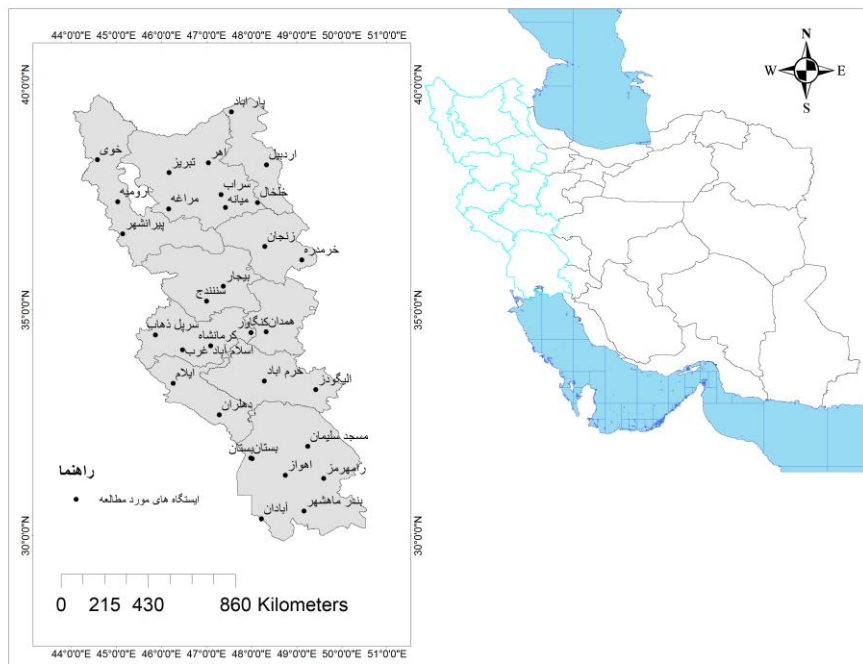 44°0'0"E 45°0'0"E 46°0'0"E 47°0'0"E 48°0'0"E 49°0'0"E 50°0'0"E 51°0'0"E
N
W E
S
40°0'0"N 40°0'0"N
پار آباد
خوی
تبریز
اهر
اردبیل
ارومیه
مراغه
سراب
میانه
خلخال
پیرانشهر
زنجان
خرمدره
بیجار
سنندج
35°0'0"N 35°0'0"N
سرپل ذهاب
کرمانشاه
کنگاور
همدان
اسلام آباد غرب
ایلام
خرم آباد
الیگودرز
دهلران
بستان
بستان
مسجد سلیمان
اهواز
رامهرمز
آبادان
بندر ماهشهر
30°0'0"N 30°0'0"N
راهنما
ایستگاه های مورد مطالعه
0 215 430 860 Kilometers
44°0'0"E 45°0'0"E 46°0'0"E 47°0'0"E 48°0'0"E 49°0'0"E 50°0'0"E 51°0'0"E